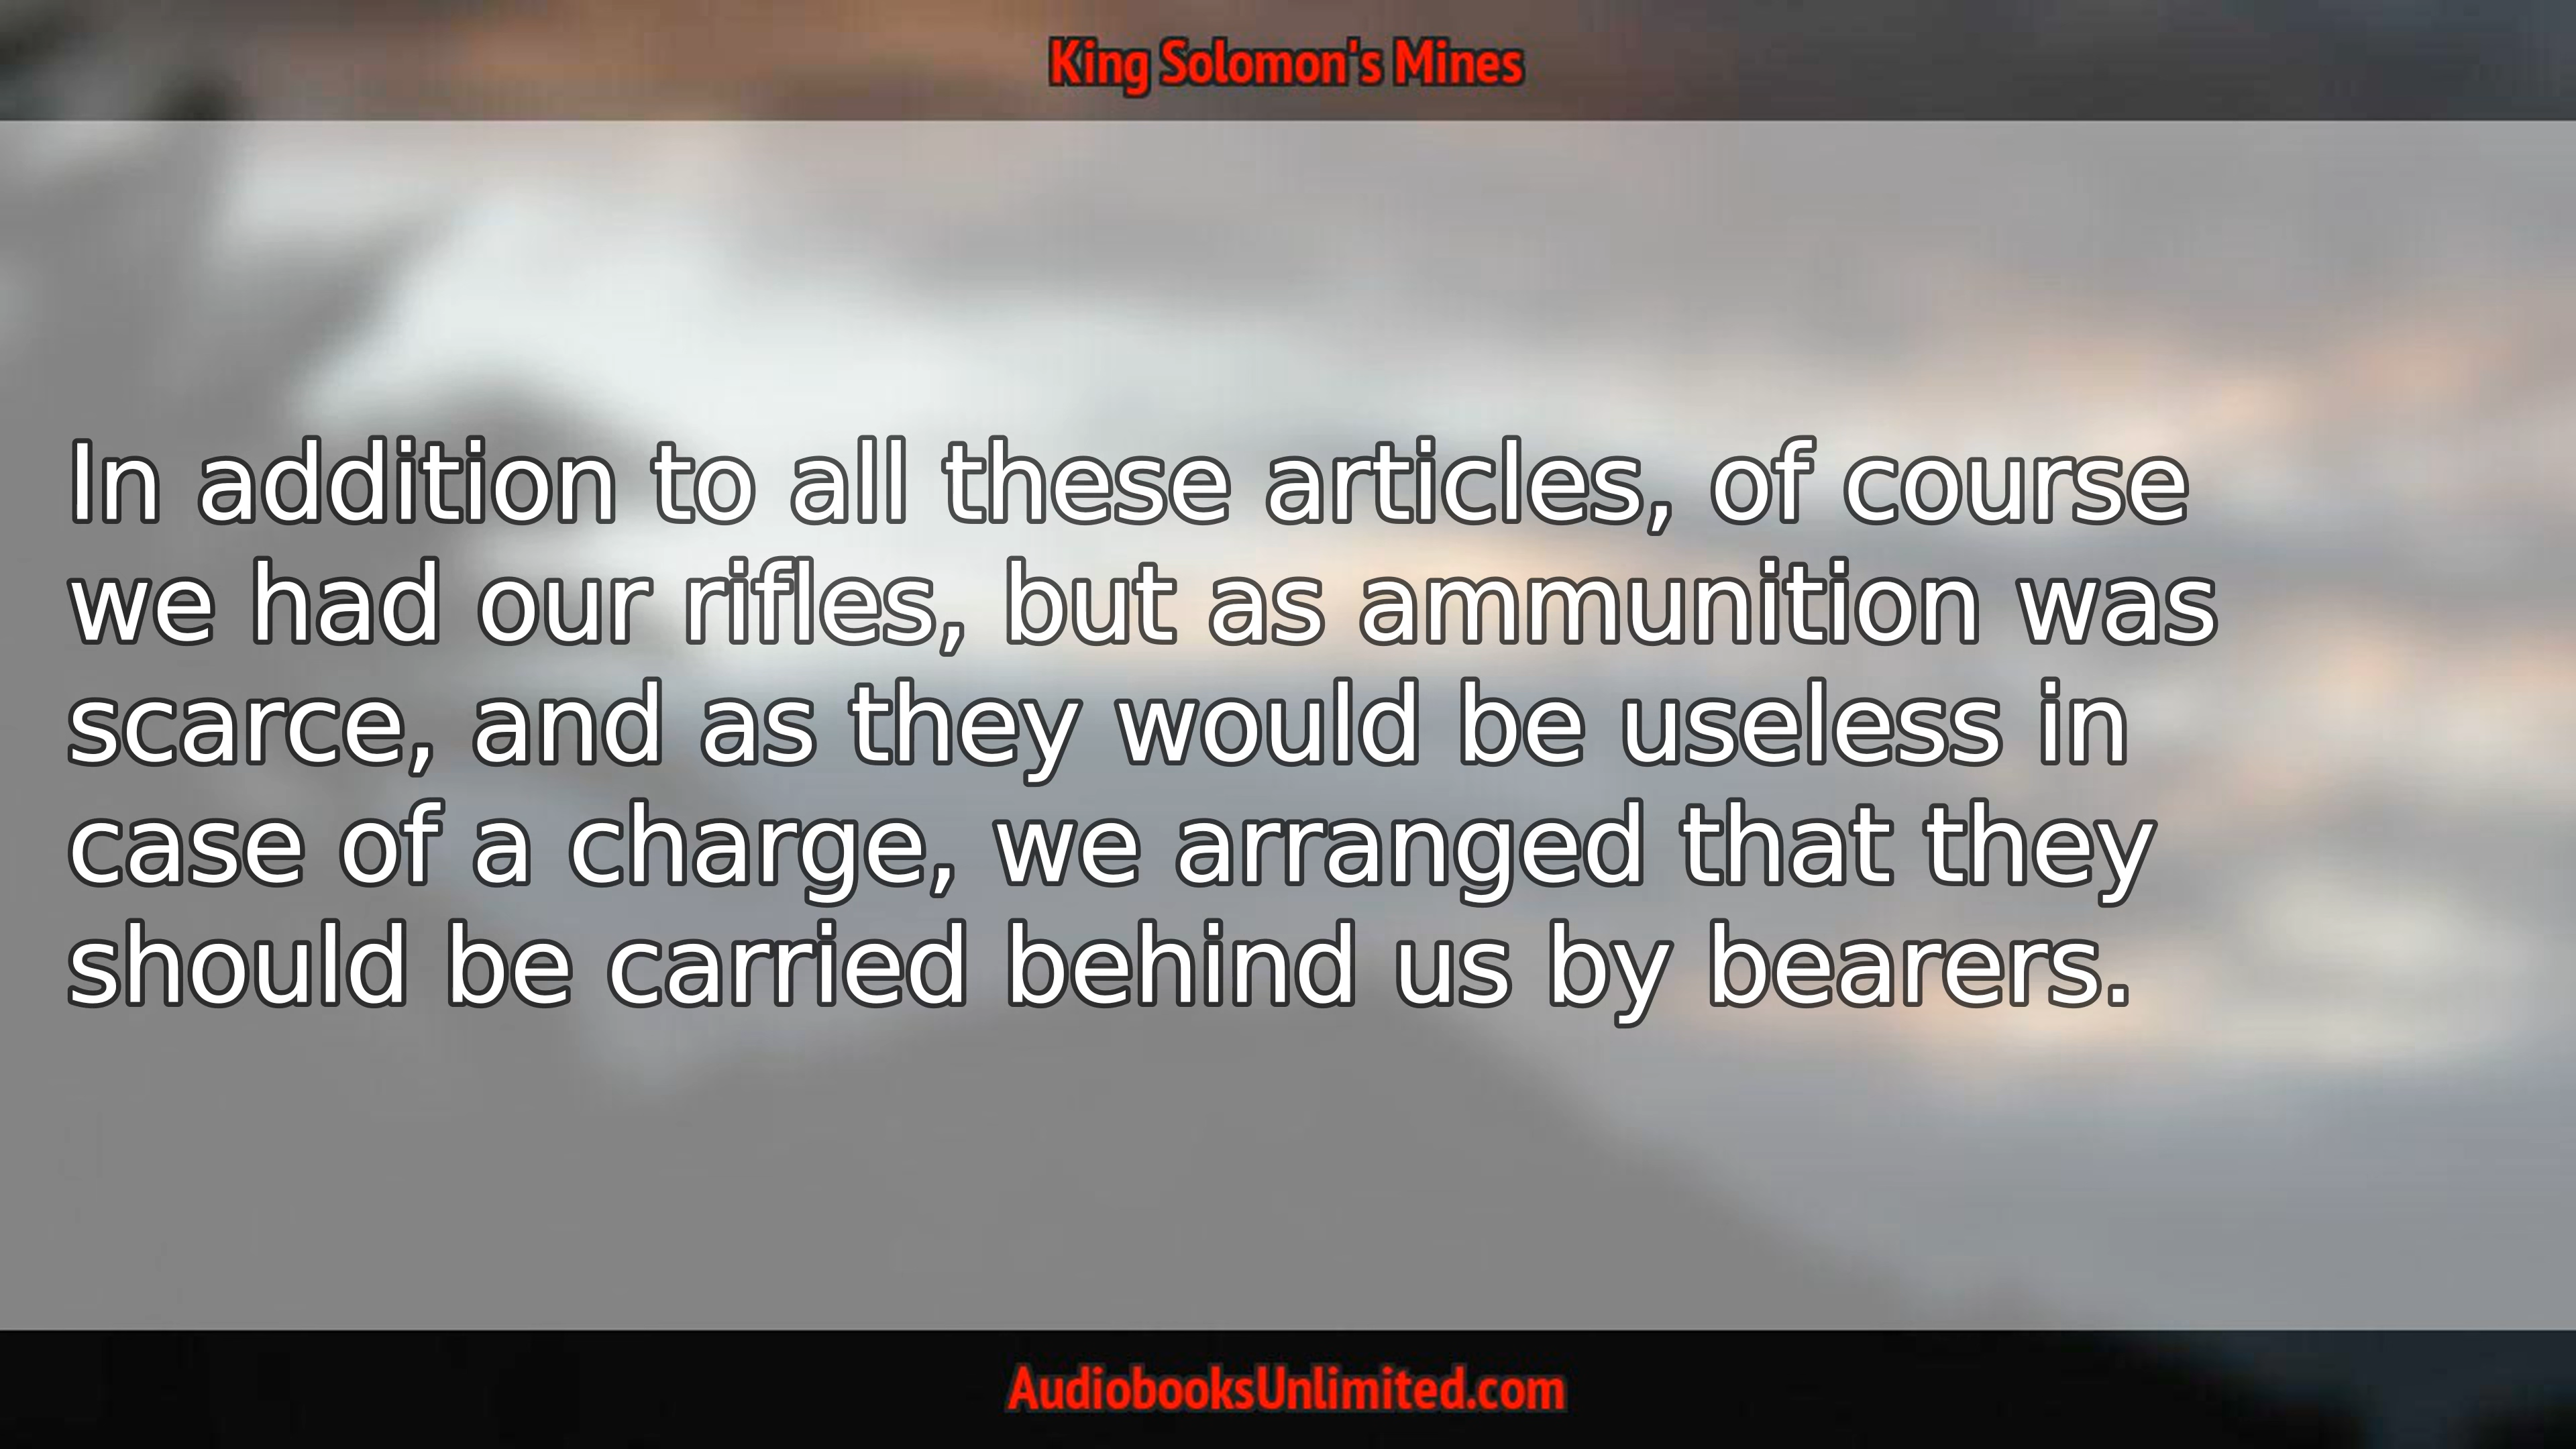 King Solomon's Mines
In addition to all these articles, of course
we had our rifles, but as ammunition was
scarce, and as they would be useless in
case of a charge, we arranged that they
should be carried behind us by bearers.
AudiobooksUnlimited.com